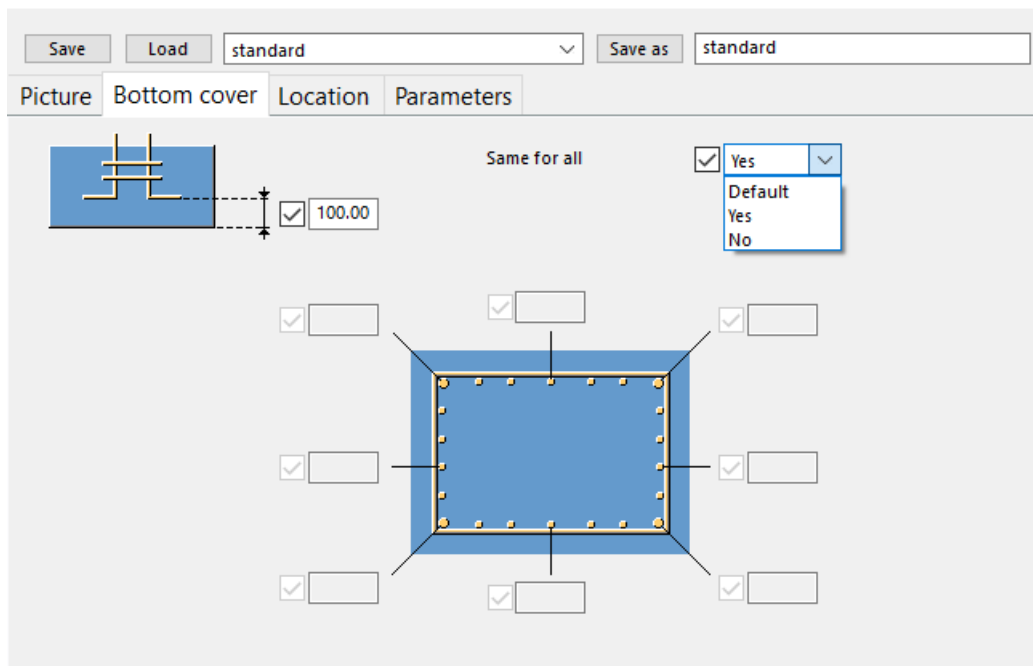 Save Load standard Save as standard
Picture Bottom cover Location Parameters
Same for all Yes
Default
100.00 Yes
No